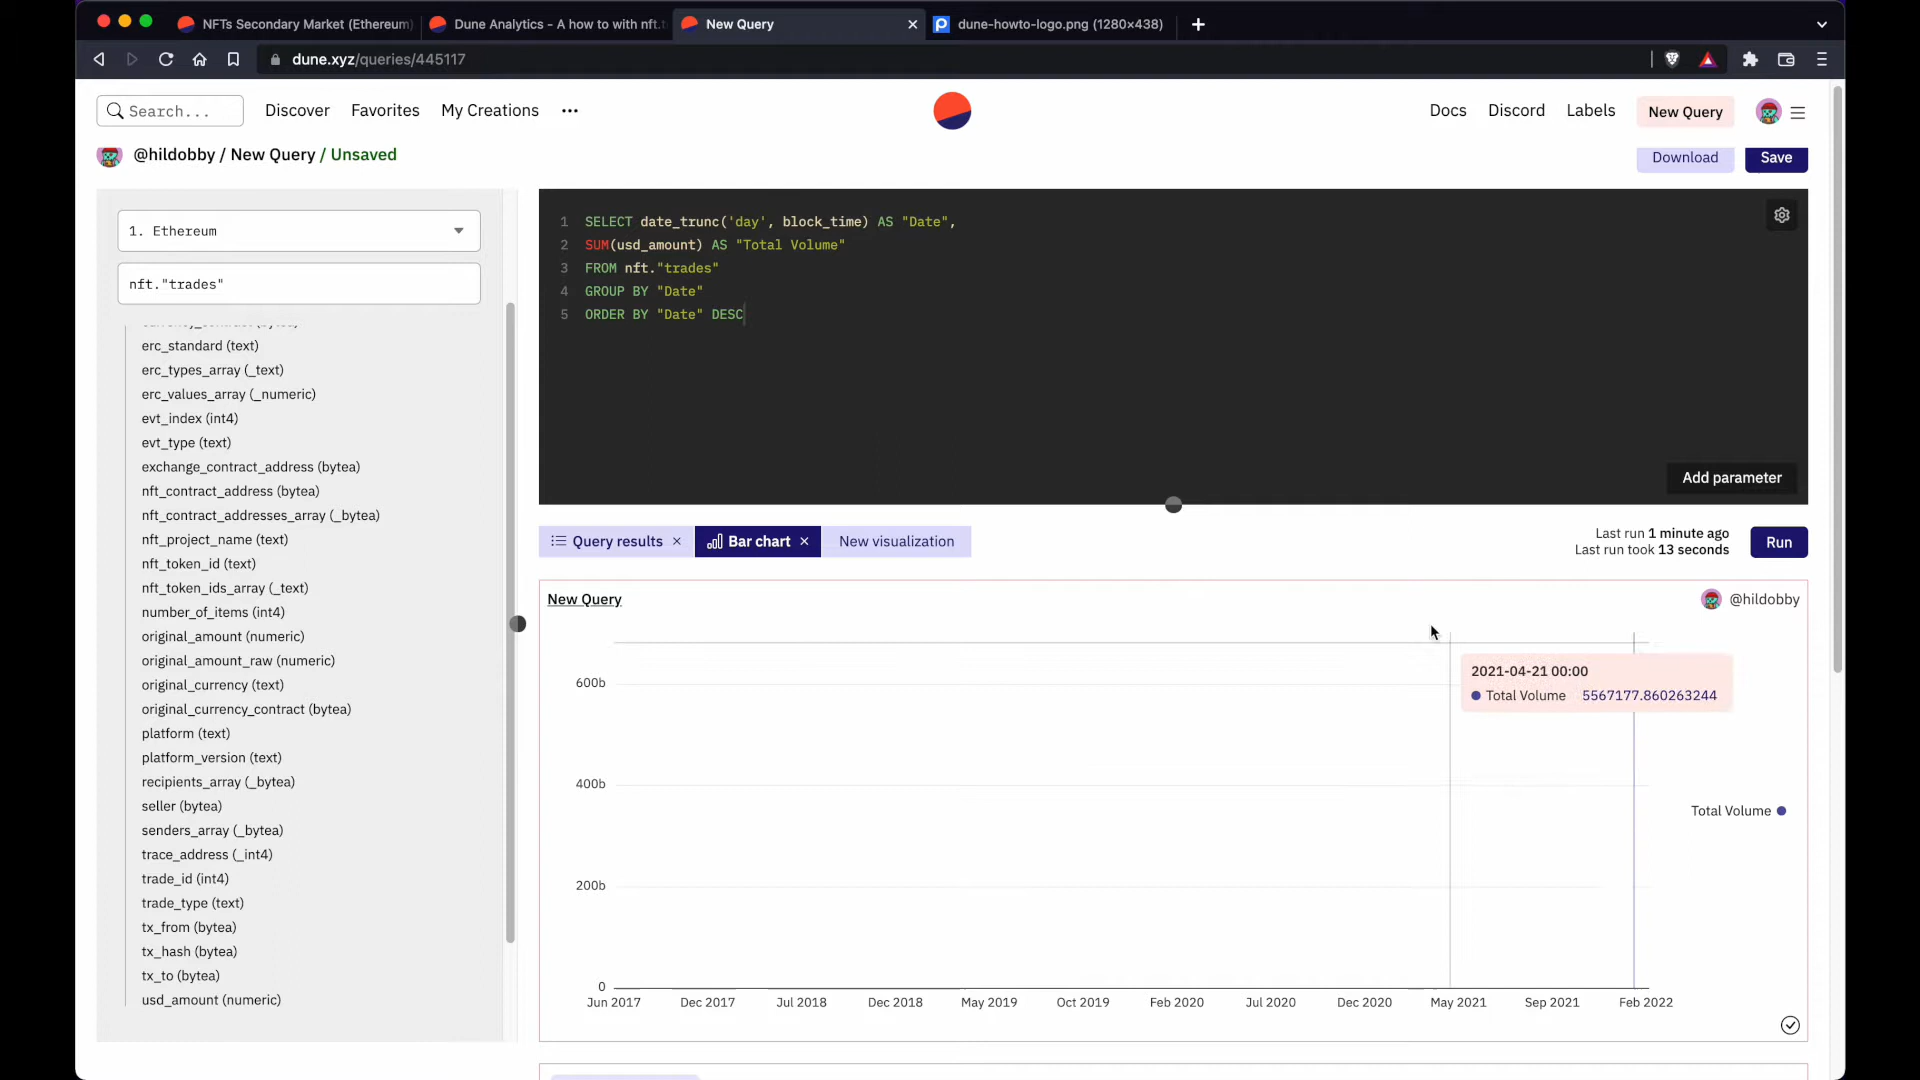 NFTs Secondary Market (Ethereum)
Dune Analytics - A how to with nft.
New Query
dune-howto-logo.png (1280×438)
dune.xyz/queries/445117
Search...
Discover
Favorites
My Creations
Docs
Discord
Labels
New Query
@hildobby / New Query / Unsaved
Download
Save
1. Ethereum
nft."trades"
erc_standard (text)
erc_types_array (_text)
erc_values_array (_numeric)
evt_index (int4)
evt_type (text)
exchange_contract_address (bytea)
nft_contract_address (bytea)
nft_contract_addresses_array (_bytea)
nft_project_name (text)
nft_token_id (text)
nft_token_ids_array (_text)
number_of_items (int4)
original_amount (numeric)
original_amount_raw (numeric)
original_currency (text)
original_currency_contract (bytea)
platform (text)
platform_version (text)
recipients_array (_bytea)
seller (bytea)
senders_array (_bytea)
trace_address (_int4)
trade_id (int4)
trade_type (text)
tx_from (bytea)
tx_hash (bytea)
tx_to (bytea)
usd_amount (numeric)
1 SELECT date_trunc('day', block_time) AS "Date",
2 SUM(usd_amount) AS "Total Volume"
3 FROM nft."trades"
4 GROUP BY "Date"
5 ORDER BY "Date" DESC
Add parameter
Query results
Bar chart
New visualization
Last run 1 minute ago
Last run took 13 seconds
Run
New Query
@hildobby
2021-04-21 00:00
Total Volume 5567177.860263244
600b
400b
200b
0
Total Volume
Jun 2017 Dec 2017 Jul 2018 Dec 2018 May 2019 Oct 2019 Feb 2020 Jul 2020 Dec 2020 May 2021 Sep 2021 Feb 2022